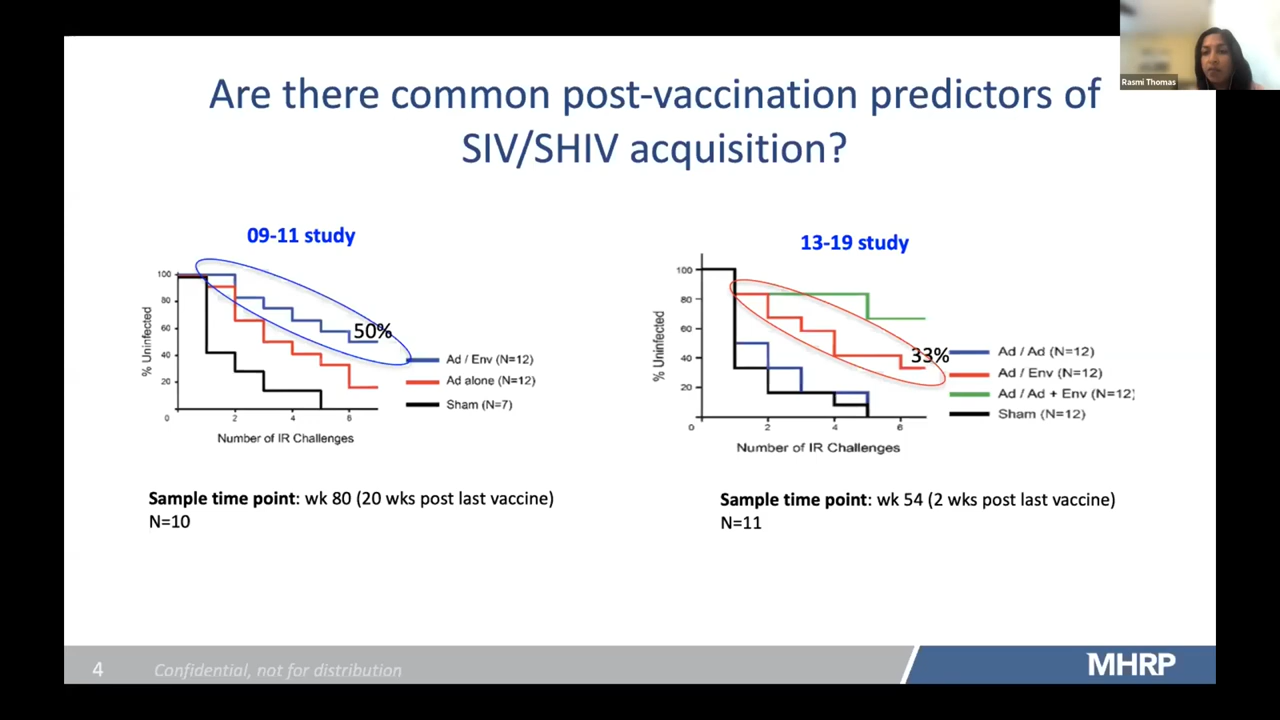 Rasmi Thomas
Are there common post-vaccination predictors of
SIV/SHIV acquisition?
09-11 study
% Uninfected
100
80
60
40
20
0
2
4
6
50%
Ad / Env (N=12)
Ad alone (N=12)
Sham (N=7)
Number of IR Challenges
Sample time point: wk 80 (20 wks post last vaccine)
N=10
13-19 study
% Uninfected
100
80
60
40
20
0
2
4
6
33%
Ad / Ad (N=12)
Ad / Env (N=12)
Ad / Ad + Env (N=12)
Sham (N=12)
Number of IR Challenges
Sample time point: wk 54 (2 wks post last vaccine)
N=11
4
Confidential, not for distribution
MHRP